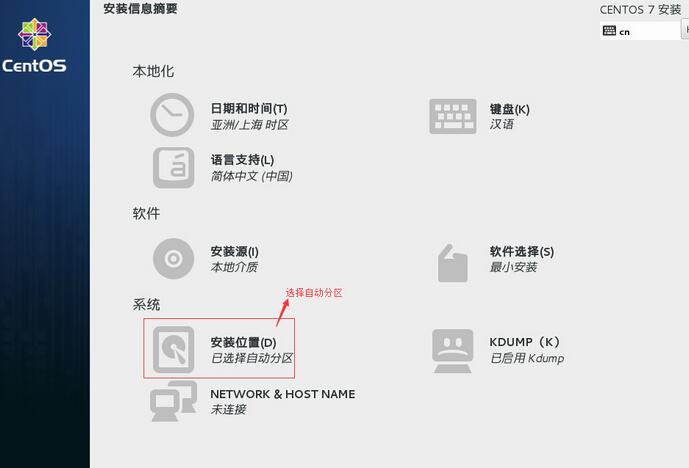 安装信息摘要
CENTOS 7 安装
cn
CentOS
本地化
日期和时间(T)
亚洲/上海 时区
键盘(K)
汉语
语言支持(L)
简体中文 (中国)
软件
安装源(I)
本地介质
软件选择(S)
最小安装
系统
选择自动分区
安装位置(D)
已选择自动分区
KDUMP（K）
已启用 Kdump
NETWORK & HOST NAME
未连接